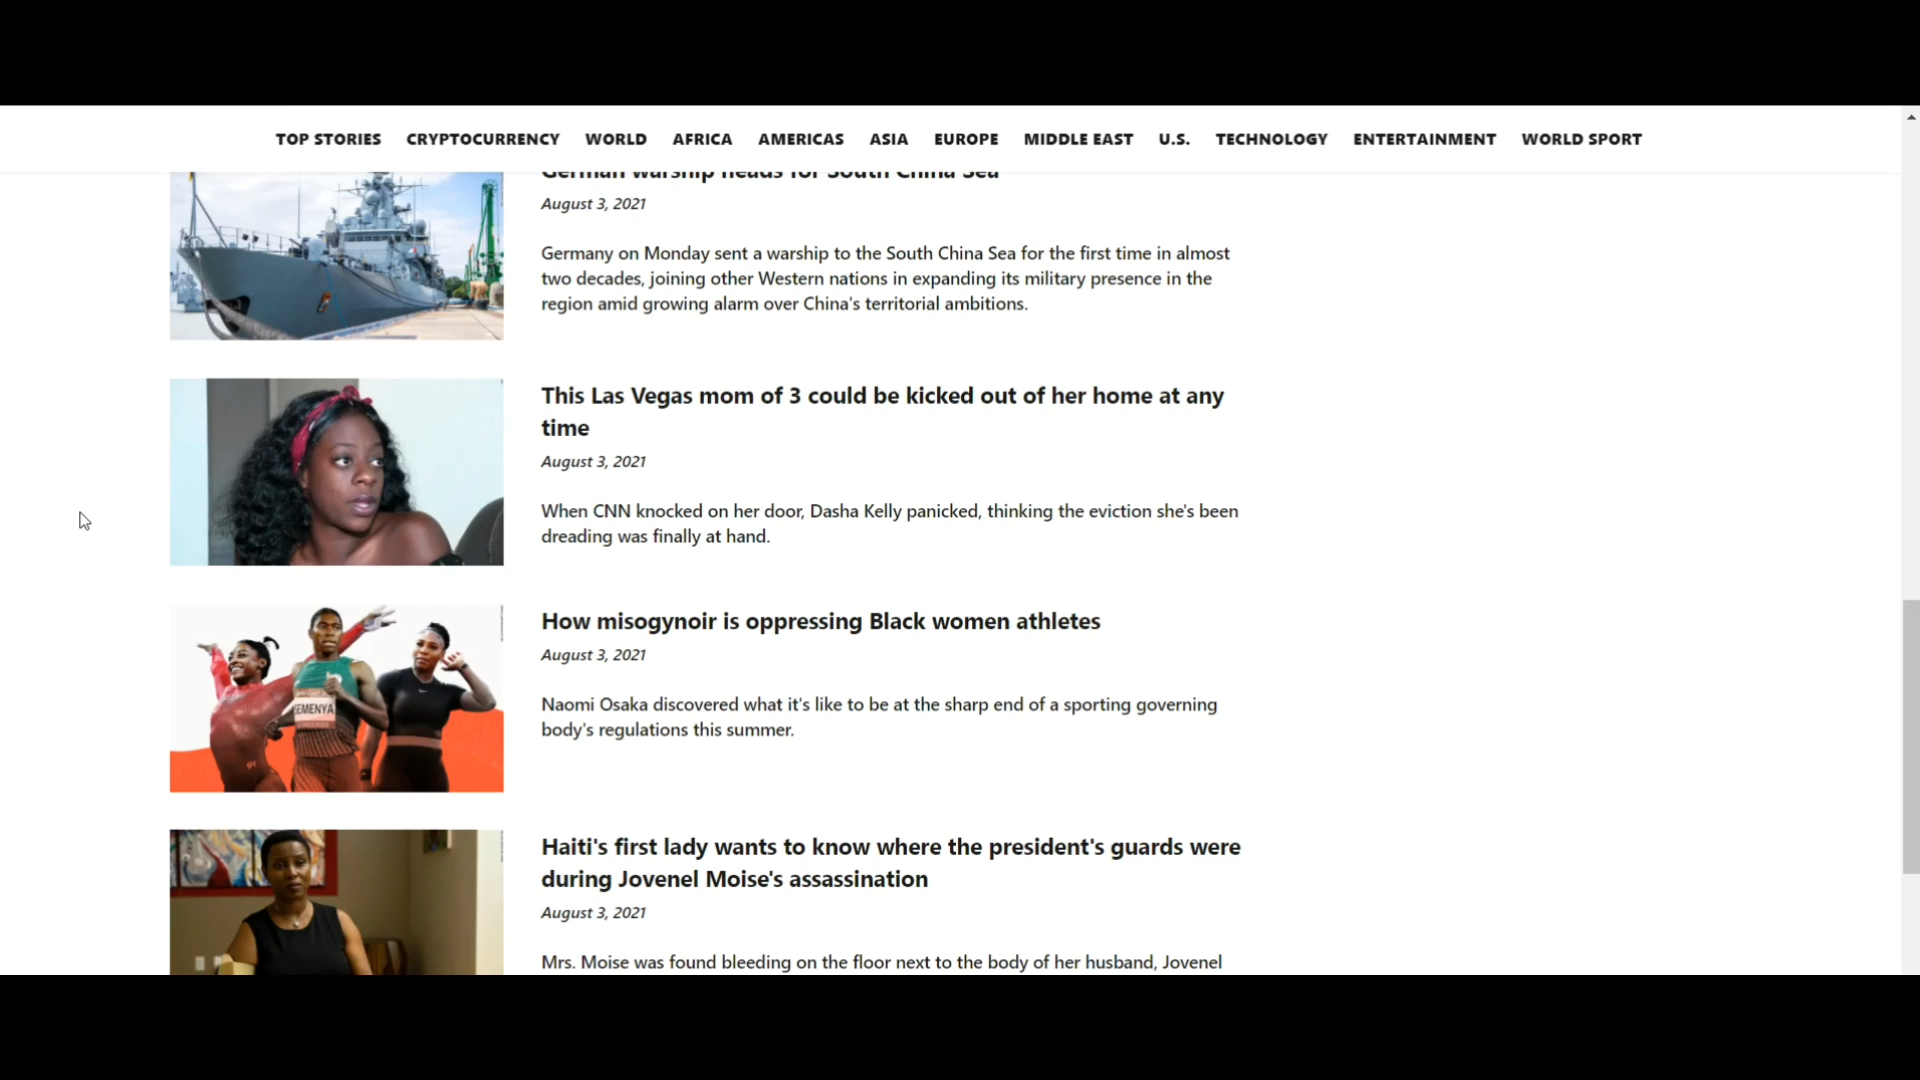 TOP STORIES CRYPTOCURRENCY WORLD AFRICA AMERICAS ASIA EUROPE MIDDLE EAST U.S. TECHNOLOGY ENTERTAINMENT WORLD SPORT
German warship heads for South China Sea
August 3, 2021
Germany on Monday sent a warship to the South China Sea for the first time in almost
two decades, joining other Western nations in expanding its military presence in the
region amid growing alarm over China's territorial ambitions.
This Las Vegas mom of 3 could be kicked out of her home at any
time
August 3, 2021
When CNN knocked on her door, Dasha Kelly panicked, thinking the eviction she's been
dreading was finally at hand.
How misogynoir is oppressing Black women athletes
August 3, 2021
Naomi Osaka discovered what it's like to be at the sharp end of a sporting governing
body's regulations this summer.
SEMENYA
Haiti's first lady wants to know where the president's guards were
during Jovenel Moise's assassination
August 3, 2021
Mrs. Moise was found bleeding on the floor next to the body of her husband, Jovenel